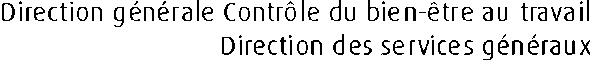 Direction générale Contrôle du bien-être au travail
Direction des services généraux